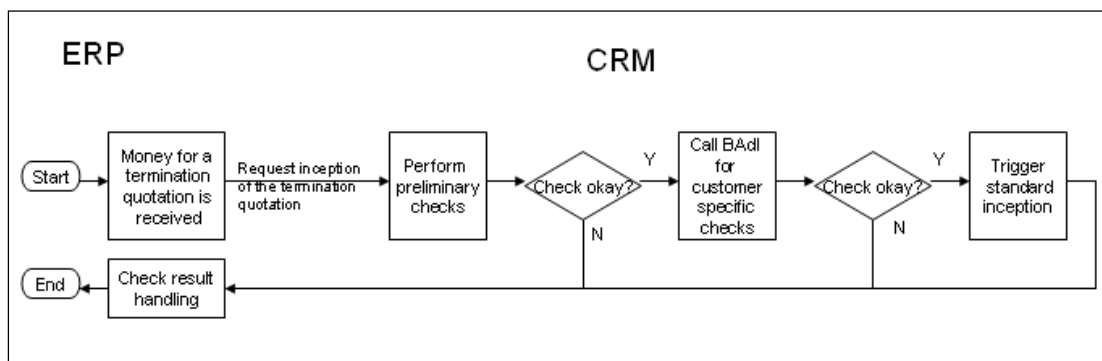 ERP
CRM
Start
Money for a
termination
quotation is
received
Request inception
of the termination
quotation
Perform
preliminary
checks
Check okay?
Y
N
Call BAdI
for
customer
specific
checks
Check okay?
Y
N
Trigger
standard
inception
End
Check result
handling